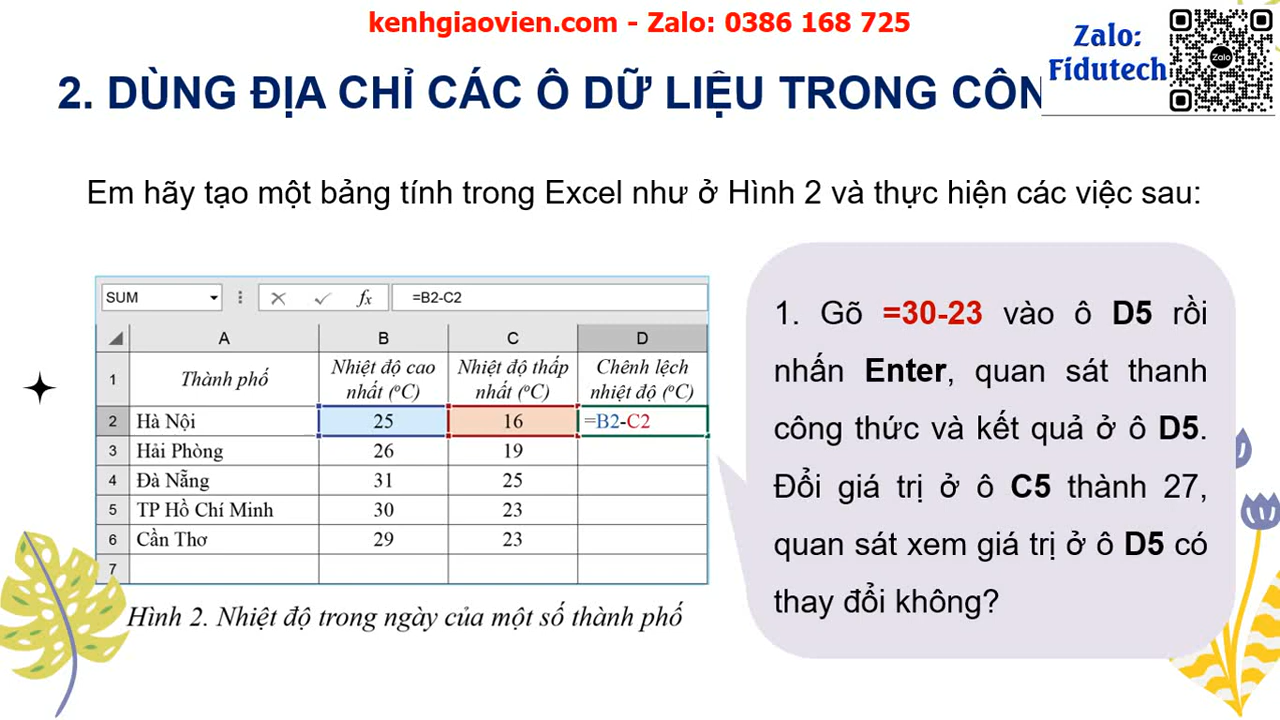 kenhgiaovien.com - Zalo: 0386 168 725
Zalo:
Fidutech
Zalo
2. DÙNG ĐỊA CHỈ CÁC Ô DỮ LIỆU TRONG CÔN
Em hãy tạo một bảng tính trong Excel như ở Hình 2 và thực hiện các việc sau:
SUM fx =B2-C2
A B C D
1 Thành phố Nhiệt độ cao nhất (ºC) Nhiệt độ thấp nhất (ºC) Chênh lệch nhiệt độ (ºC)
2 Hà Nội 25 16 =B2-C2
3 Hải Phòng 26 19
4 Đà Nẵng 31 25
5 TP Hồ Chí Minh 30 23
6 Cần Thơ 29 23
7
Hình 2. Nhiệt độ trong ngày của một số thành phố
1. Gõ =30-23 vào ô D5 rồi
nhấn Enter, quan sát thanh
công thức và kết quả ở ô D5.
Đổi giá trị ở ô C5 thành 27,
quan sát xem giá trị ở ô D5 có
thay đổi không?